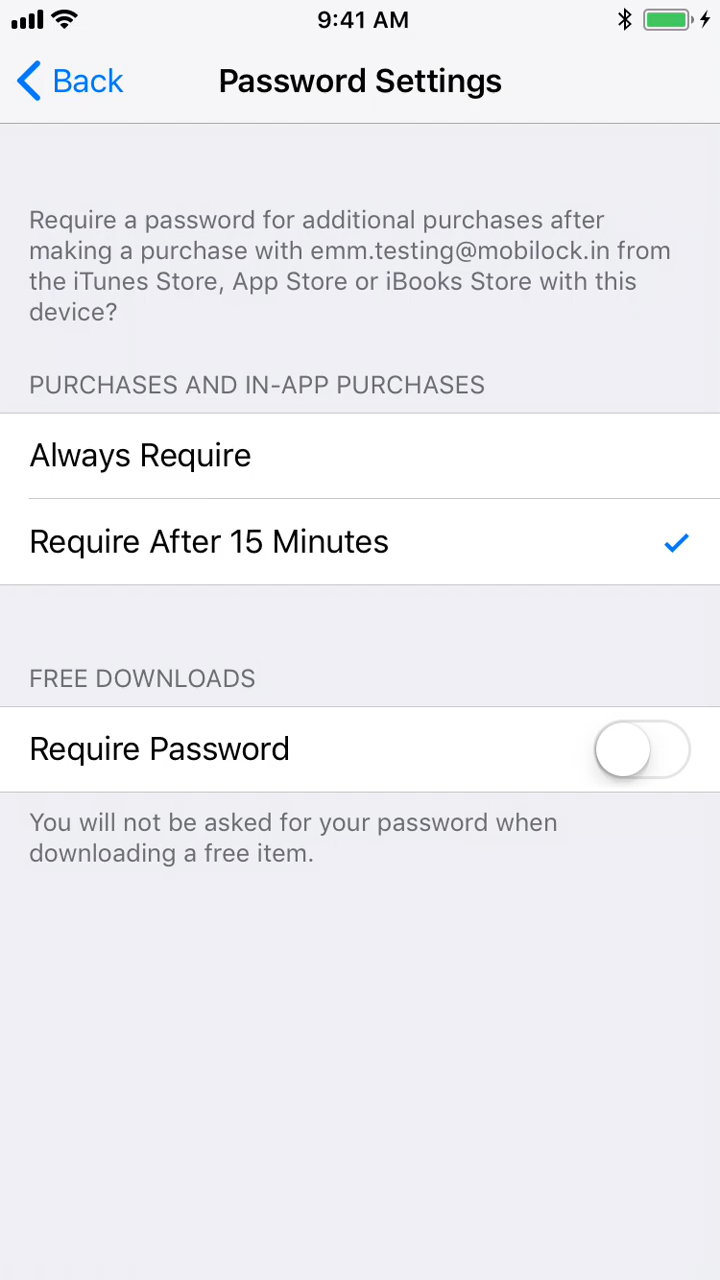 9:41 AM
Back
Password Settings
Require a password for additional purchases after
making a purchase with emm.testing@mobilock.in from
the iTunes Store, App Store or iBooks Store with this
device?
PURCHASES AND IN-APP PURCHASES
Always Require
Require After 15 Minutes
FREE DOWNLOADS
Require Password
You will not be asked for your password when
downloading a free item.